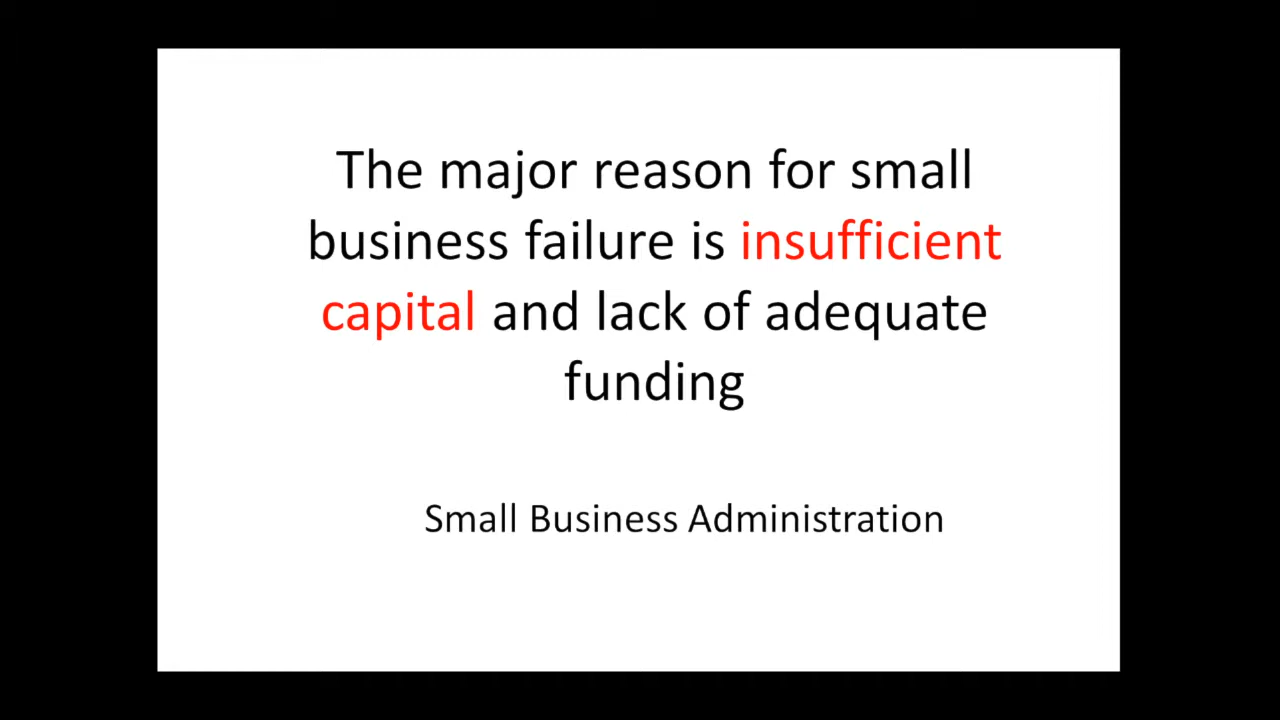 The major reason for small
business failure is insufficient
capital and lack of adequate
funding
Small Business Administration